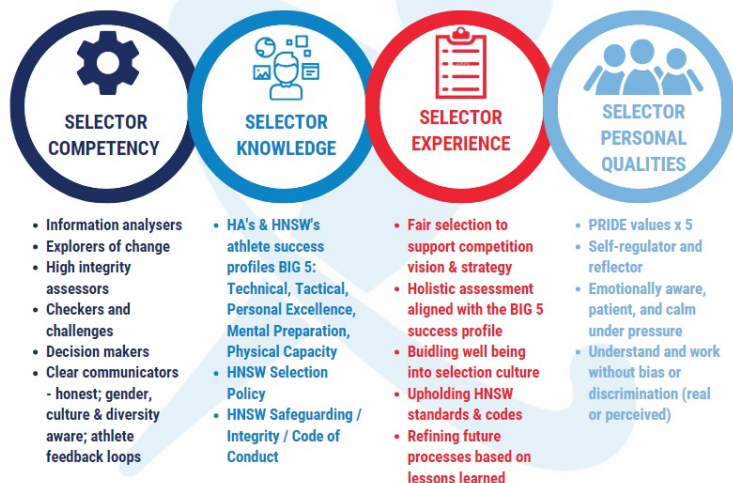 SELECTOR
COMPETENCY
• Information analysers
• Explorers of change
• High integrity
assessors
• Checkers and
challenges
• Decision makers
• Clear communicators
- honest; gender,
culture & diversity
aware; athlete
feedback loops
SELECTOR
KNOWLEDGE
• HA's & HNSW's
athlete success
profiles BIG 5:
Technical, Tactical,
Personal Excellence,
Mental Preparation,
Physical Capacity
• HNSW Selection
Policy
• HNSW Safeguarding /
Integrity / Code of
Conduct
SELECTOR
EXPERIENCE
• Fair selection to
support competition
vision & strategy
• Holistic assessment
aligned with the BIG 5
success profile
• Buidling well being
into selection culture
• Upholding HNSW
standards & codes
• Refining future
processes based on
lessons learned
SELECTOR
PERSONAL
QUALITIES
• PRIDE values x 5
• Self-regulator and
reflector
• Emotionally aware,
patient, and calm
under pressure
• Understand and work
without bias or
discrimination (real
or perceived)